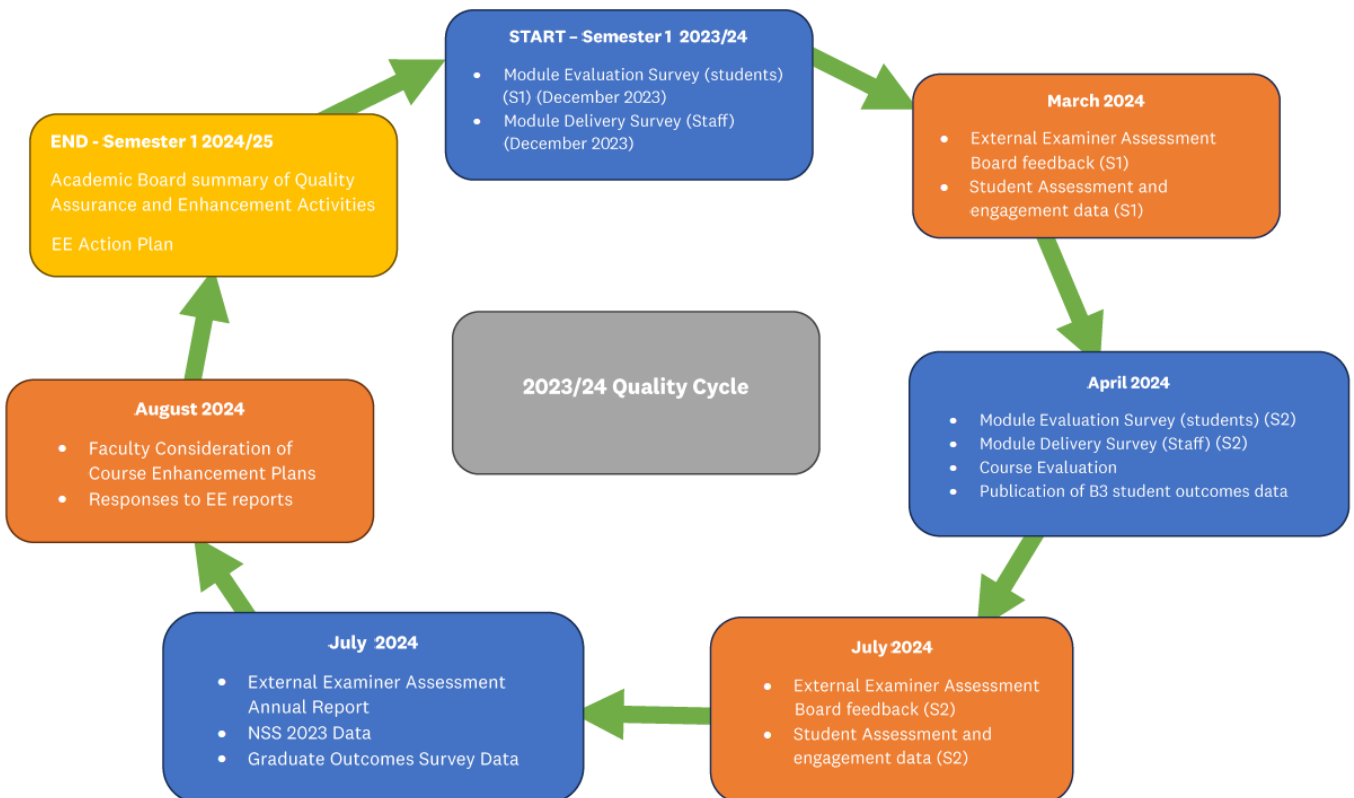 START – Semester 1 2023/24
• Module Evaluation Survey (students)
(S1) (December 2023)
• Module Delivery Survey (Staff)
(December 2023)
March 2024
• External Examiner Assessment
Board feedback (S1)
• Student Assessment and
engagement data (S1)
April 2024
• Module Evaluation Survey (students) (S2)
• Module Delivery Survey (Staff) (S2)
• Course Evaluation
• Publication of B3 student outcomes data
July 2024
• External Examiner Assessment
Board feedback (S2)
• Student Assessment and
engagement data (S2)
July 2024
• External Examiner Assessment
Annual Report
• NSS 2023 Data
• Graduate Outcomes Survey Data
August 2024
• Faculty Consideration of
Course Enhancement Plans
• Responses to EE reports
END - Semester 1 2024/25
Academic Board summary of Quality
Assurance and Enhancement Activities
EE Action Plan
2023/24 Quality Cycle